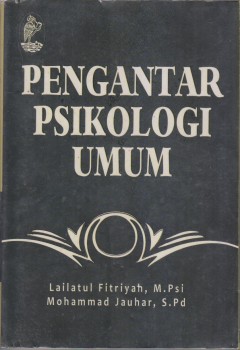 PENGANTAR
PSIKOLOGI
UMUM
Lailatul Fitriyah, M.Psi
Mohammad Jauhar, S.Pd